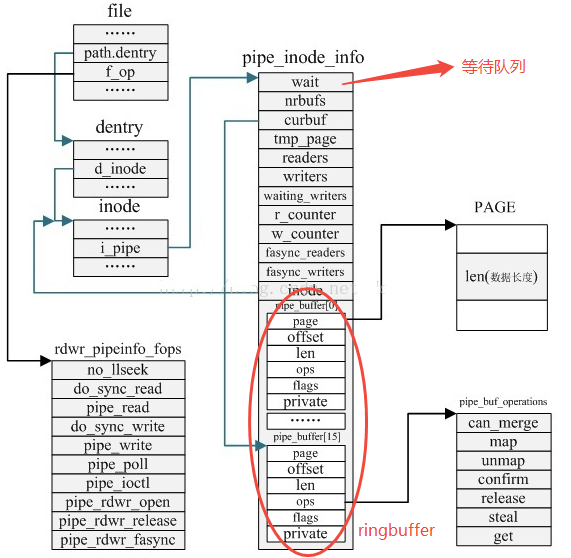 file
······
path.dentry
f_op
······
dentry
······
d_inode
······
inode
······
i_pipe
······
rdwr_pipeinfo_fops
no_llseek
do_sync_read
pipe_read
do_sync_write
pipe_write
pipe_poll
pipe_ioctl
pipe_rdwr_open
pipe_rdwr_release
pipe_rdwr_fasync
pipe_inode_info
wait
nrbufs
curbuf
tmp_page
readers
writers
waiting_writers
r_counter
w_counter
fasync_readers
fasync_writers
inode
pipe_buffer[0]
page
offset
len
ops
flags
private
······
pipe_buffer[15]
page
offset
len
ops
flags
private
等待队列
PAGE
len(数据长度)
pipe_buf_operations
can_merge
map
unmap
confirm
release
steal
get
ringbuffer